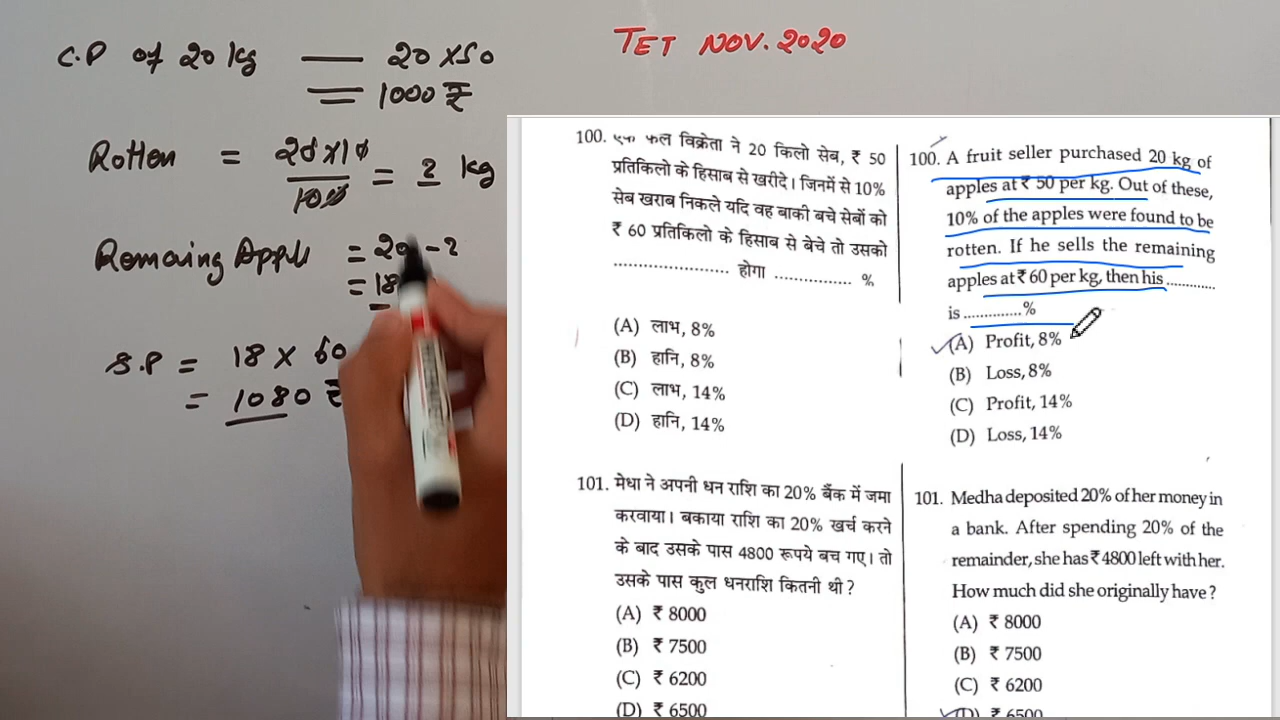 TET NOV. 2020
C.P of 20 kg — 20 x 50
= 1000 ₹
Rotten = 20 x 10 / 100 = 2 kg
Remaing Apple = 20 - 2
= 18
S.P = 18 x 60
= 1080 ₹
100. एक फल विक्रेता ने 20 किलो सेब, ₹ 50
प्रतिकिलो के हिसाब से खरीदे। जिनमें से 10%
सेब खराब निकले यदि वह बाकी बचे सेबों को
₹ 60 प्रतिकिलो के हिसाब से बेचे तो उसको
....................... होगा ............... %
(A) लाभ, 8%
(B) हानि, 8%
(C) लाभ, 14%
(D) हानि, 14%
101. मेधा ने अपनी धन राशि का 20% बैंक में जमा
करवाया। बकाया राशि का 20% खर्च करने
के बाद उसके पास 4800 रूपये बच गए। तो
उसके पास कुल धनराशि कितनी थी ?
(A) ₹ 8000
(B) ₹ 7500
(C) ₹ 6200
(D) ₹ 6500
100. A fruit seller purchased 20 kg of
apples at ₹ 50 per kg. Out of these,
10% of the apples were found to be
rotten. If he sells the remaining
apples at ₹ 60 per kg, then his ............
is ..............%
(A) Profit, 8%
(B) Loss, 8%
(C) Profit, 14%
(D) Loss, 14%
101. Medha deposited 20% of her money in
a bank. After spending 20% of the
remainder, she has ₹ 4800 left with her.
How much did she originally have ?
(A) ₹ 8000
(B) ₹ 7500
(C) ₹ 6200
(D) ₹ 6500